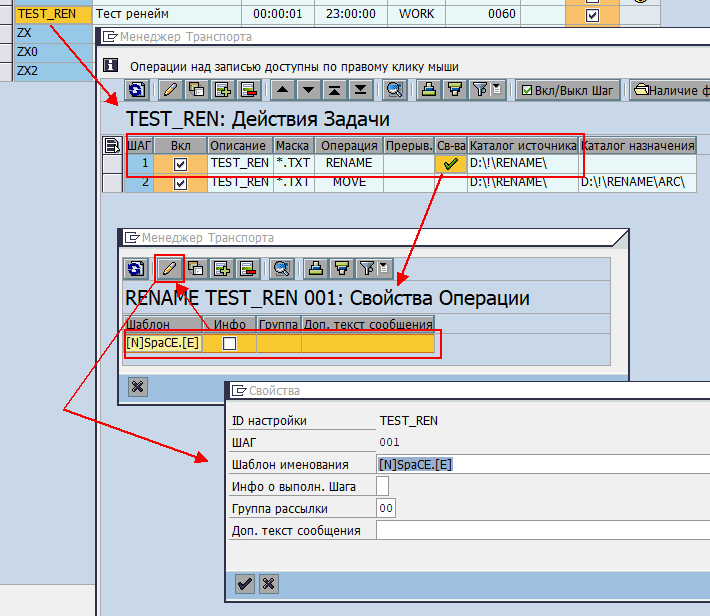 TEST_REN Тест ренейм 00:00:01 23:00:00 WORK 0060
ZX
ZX0
ZX2
Менеджер Транспорта
Операции над записью доступны по правому клику мыши
Вкл/Выкл Шаг Наличие ф
TEST_REN: Действия Задачи
ШАГ Вкл Описание Маска Операция Прерыв. Св-ва Каталог источника Каталог назначения
1 TEST_REN *.TXT RENAME D:\!\RENAME\
2 TEST_REN *.TXT MOVE D:\!\RENAME\ D:\!\RENAME\ARC\
Менеджер Транспорта
RENAME TEST_REN 001: Свойства Операции
Шаблон Инфо Группа Доп. текст сообщения
[N]SpaCE.[E]
Свойства
ID настройки TEST_REN
ШАГ 001
Шаблон именования [N]SpaCE.[E]
Инфо о выполн. Шага
Группа рассылки 00
Доп. текст сообщения